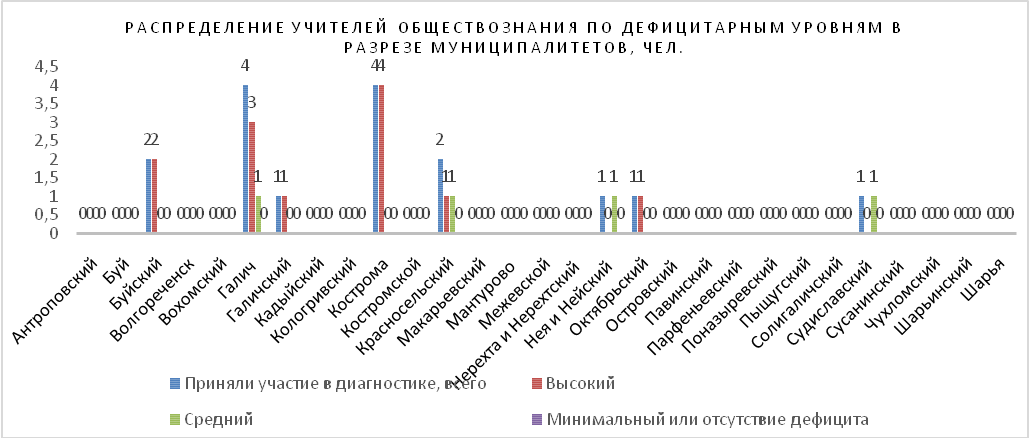 РАСПРЕДЕЛЕНИЕ УЧИТЕЛЕЙ ОБЩЕСТВОЗНАНИЯ ПО ДЕФИЦИТАРНЫМ УРОВНЯМ В
РАЗРЕЗЕ МУНИЦИПАЛИТЕТОВ, ЧЕЛ.
4,5
4
3,5
3
2,5
2
1,5
1
0,5
0
0000
0000
22 00
0000
0000
4 3 1 0
11 00
0000
0000
44 00
0000
2 11 0
0000
0000
0000
0000
1 0 1 0
11 00
0000
0000
0000
0000
0000
0000
1 0 1 0
0000
0000
0000
0000
Антроповский
Буй
Буйский
Волгореченск
Вохомский
Галич
Галичский
Кадыйский
Кологривский
Кострома
Костромской
Красносельский
Макарьевский
Мантурово
Межевской
Нерехта и Нерехтский
Нея и Нейский
Октябрьский
Островский
Павинский
Парфеньевский
Поназыревский
Пыщугский
Солигаличский
Судиславский
Сусанинский
Чухломский
Шарьинский
Шарья
Приняли участие в диагностике, всего
Высокий
Средний
Минимальный или отсутствие дефицита